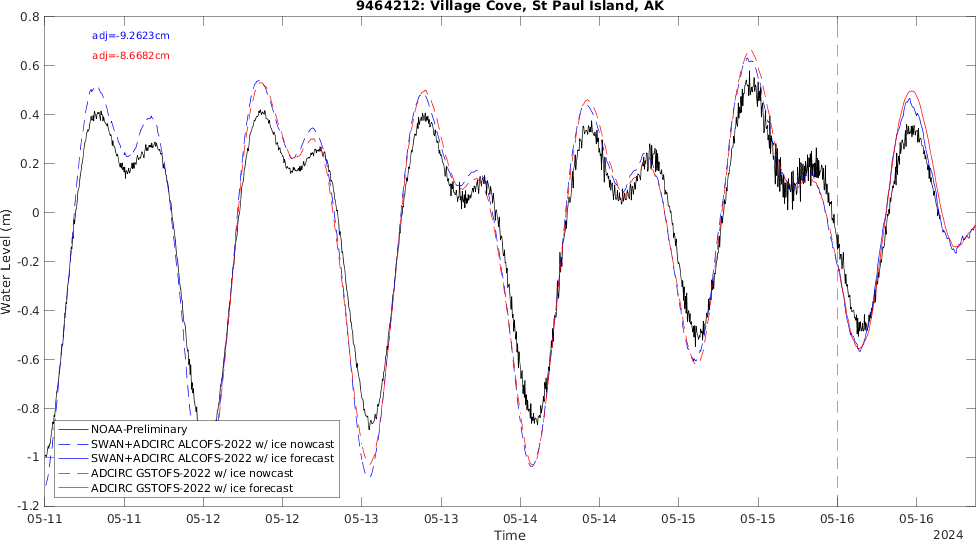 9464212: Village Cove, St Paul Island, AK
adj=-9.2623cm
adj=-8.6682cm
0.8
0.6
0.4
0.2
0
-0.2
-0.4
-0.6
-0.8
-1
-1.2
Water Level (m)
NOAA-Preliminary
SWAN+ADCIRC ALCOFS-2022 w/ ice nowcast
SWAN+ADCIRC ALCOFS-2022 w/ ice forecast
ADCIRC GSTOFS-2022 w/ ice nowcast
ADCIRC GSTOFS-2022 w/ ice forecast
05-11 05-11 05-12 05-12 05-13 05-13 05-14 05-14 05-15 05-15 05-16 05-16
Time
2024